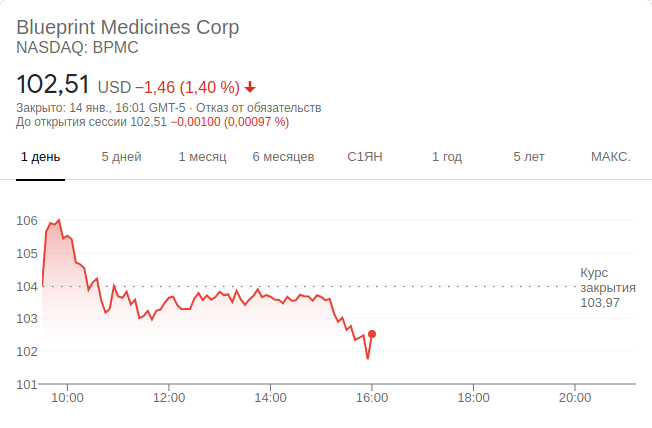 Blueprint Medicines Corp
NASDAQ: BPMC
102,51 USD −1,46 (1,40 %)
Закрыто: 14 янв., 16:01 GMT-5 · Отказ от обязательств
До открытия сессии 102,51 −0,00100 (0,00097 %)
1 день 5 дней 1 месяц 6 месяцев С1ЯН 1 год 5 лет МАКС.
106
105
104
103
102
101
Курс
закрытия
103,97
10:00 12:00 14:00 16:00 18:00 20:00